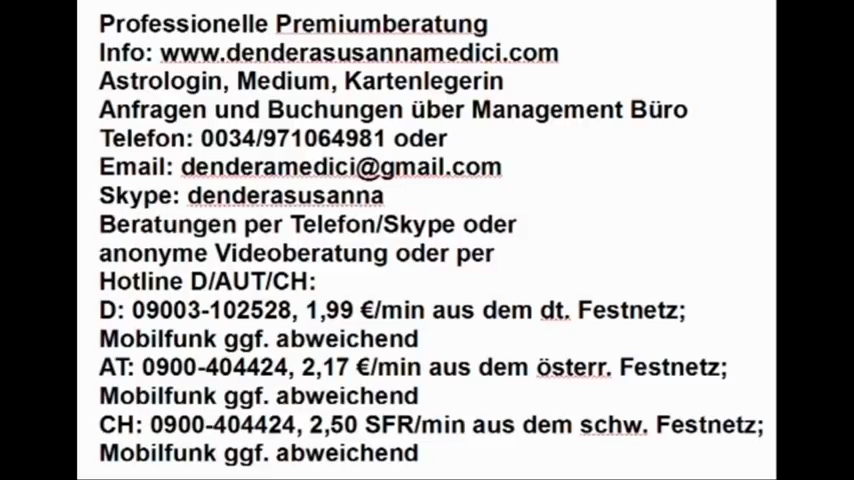 Professionelle Premiumberatung
Info: www.denderasusannamedici.com
Astrologin, Medium, Kartenlegerin
Anfragen und Buchungen über Management Büro
Telefon: 0034/971064981 oder
Email: denderamedici@gmail.com
Skype: denderasusanna
Beratungen per Telefon/Skype oder
anonyme Videoberatung oder per
Hotline D/AUT/CH:
D: 09003-102528, 1,99 €/min aus dem dt. Festnetz;
Mobilfunk ggf. abweichend
AT: 0900-404424, 2,17 €/min aus dem österr. Festnetz;
Mobilfunk ggf. abweichend
CH: 0900-404424, 2,50 SFR/min aus dem schw. Festnetz;
Mobilfunk ggf. abweichend